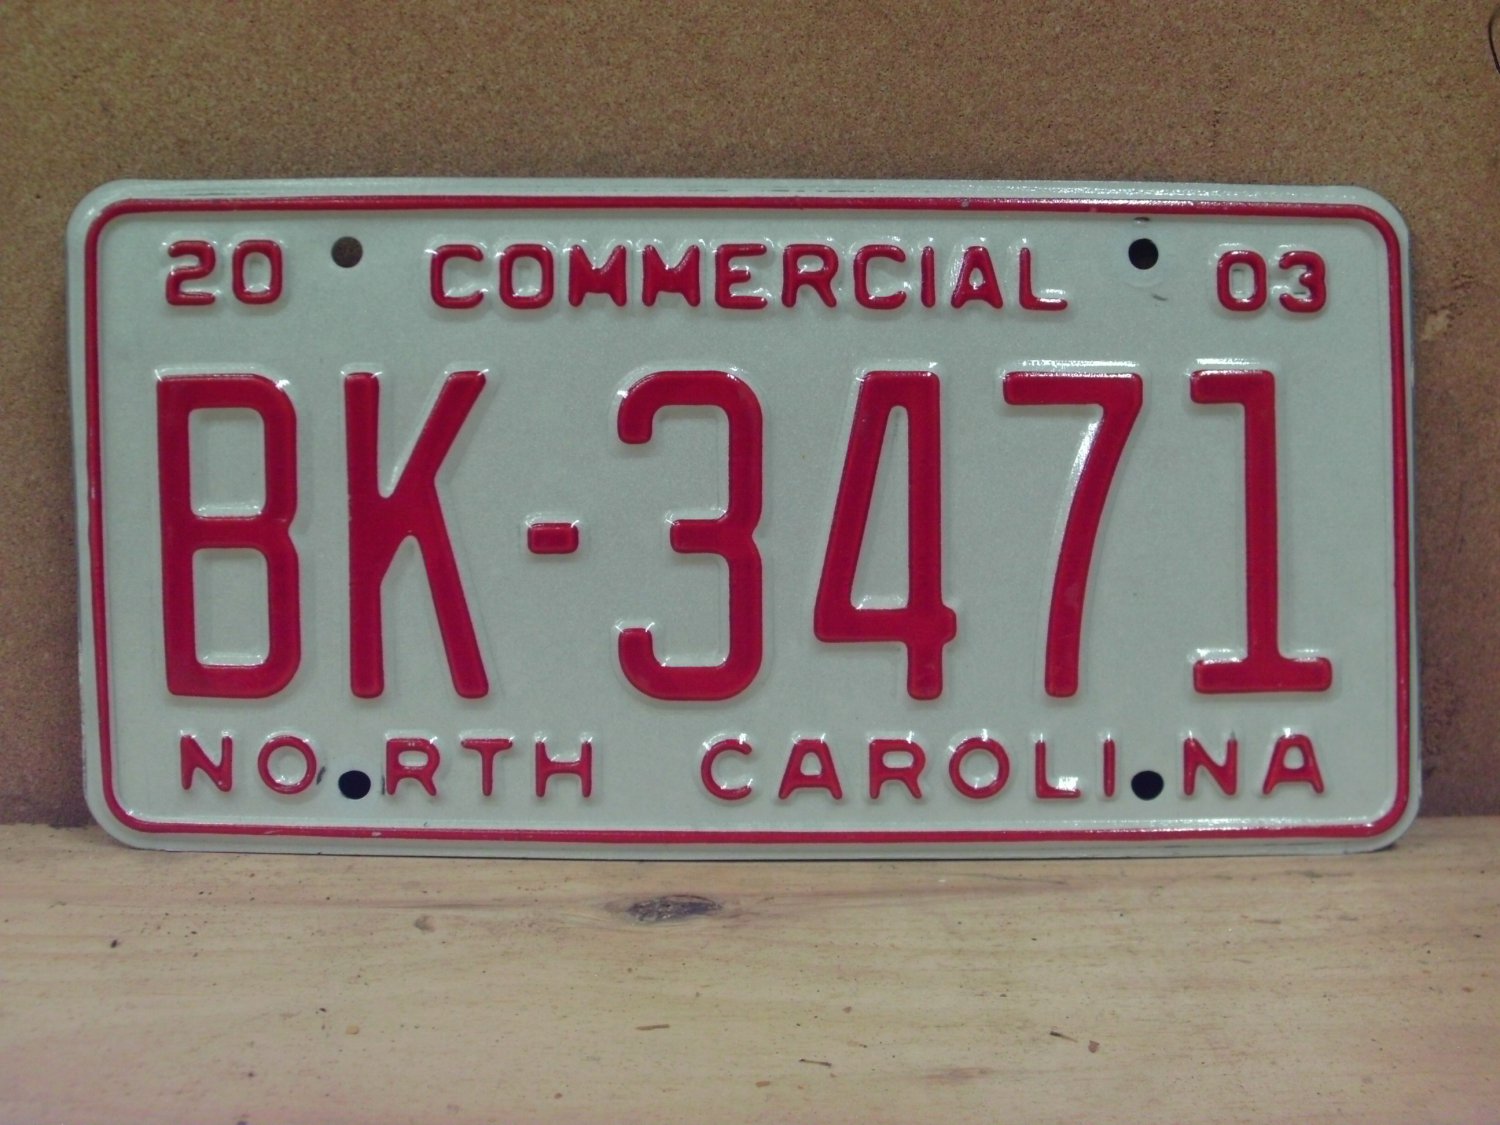 20 COMMERCIAL 03
BK-3471
NORTH CAROLINA